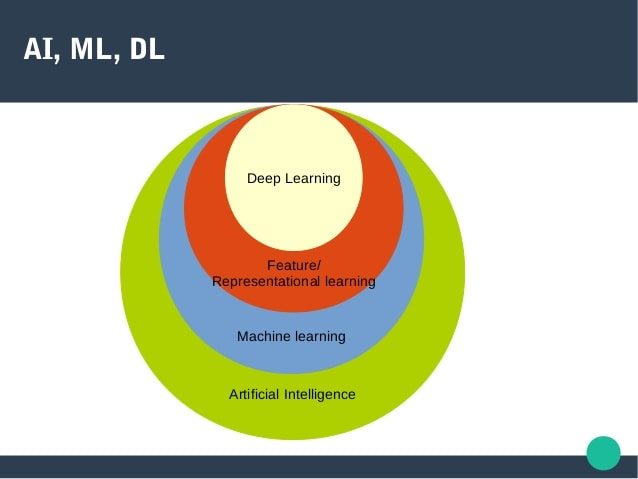 AI, ML, DL
Deep Learning
Feature/
Representational learning
Machine learning
Artificial Intelligence